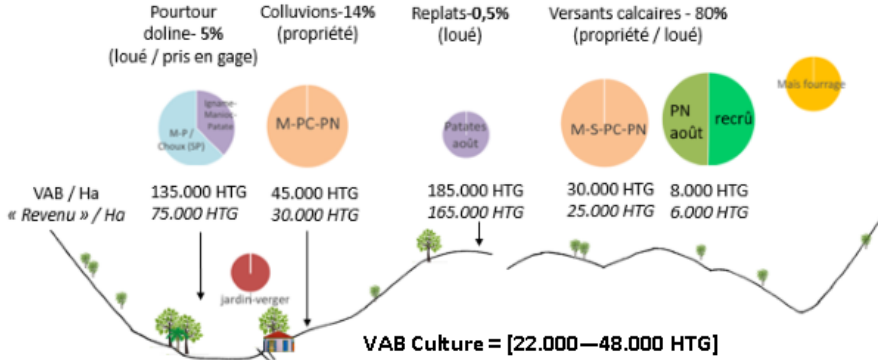 Pourtour
doline- 5%
(loué / pris en gage)
Colluvions-14%
(propriété)
Replats-0,5%
(loué)
Versants calcaires - 80%
(propriété / loué)
M-P /
Choux (SP)
Igname-
Manioc-
Patate
M-PC-PN
Patates
août
M-S-PC-PN
PN
août
recrû
Maïs fourrage
VAB / Ha 135.000 HTG 45.000 HTG 185.000 HTG 30.000 HTG 8.000 HTG
« Revenu » / Ha 75.000 HTG 30.000 HTG 165.000 HTG 25.000 HTG 6.000 HTG
jardin-verger
VAB Culture = [22.000—48.000 HTG]